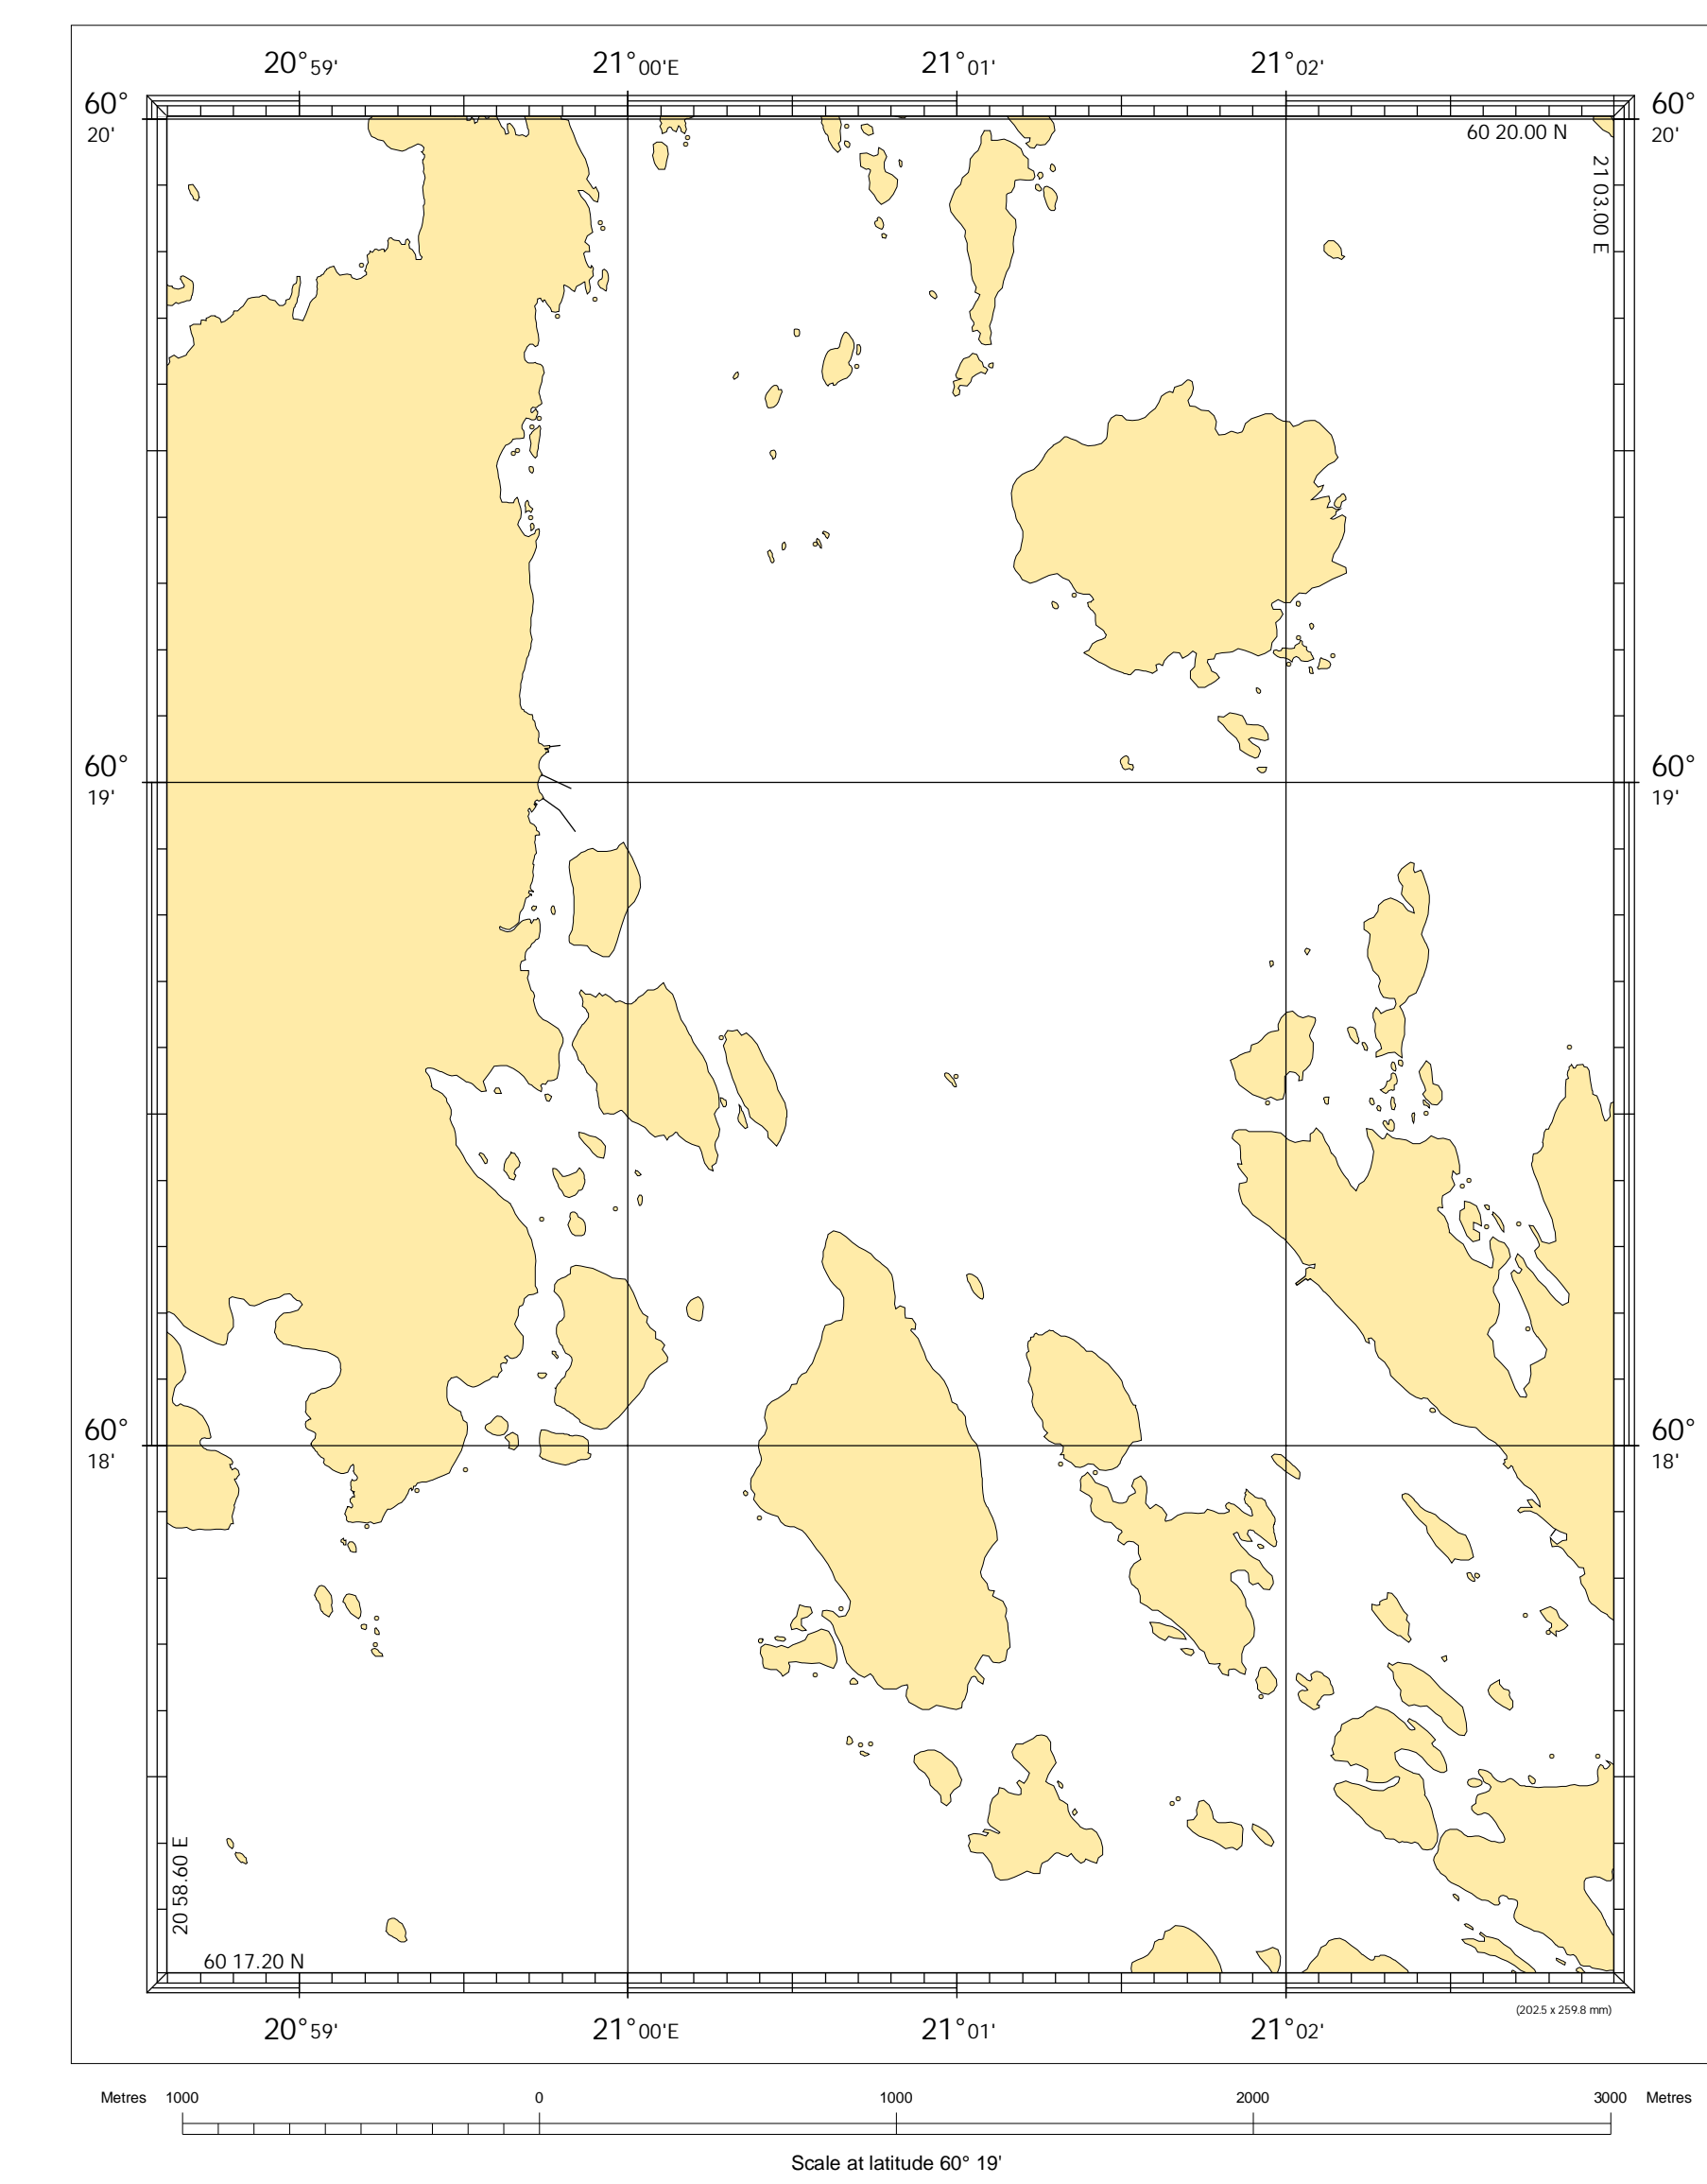 20°59' 21°00'E 21°01' 21°02'
60° 20' 60° 20'
60 20.00 N
21 03.00 E
60° 19' 60° 19'
60° 18' 60° 18'
20 58.60 E
60 17.20 N
(202.5 x 259.8 mm)
20°59' 21°00'E 21°01' 21°02'
Metres 1000 0 1000 2000 3000 Metres
Scale at latitude 60° 19'